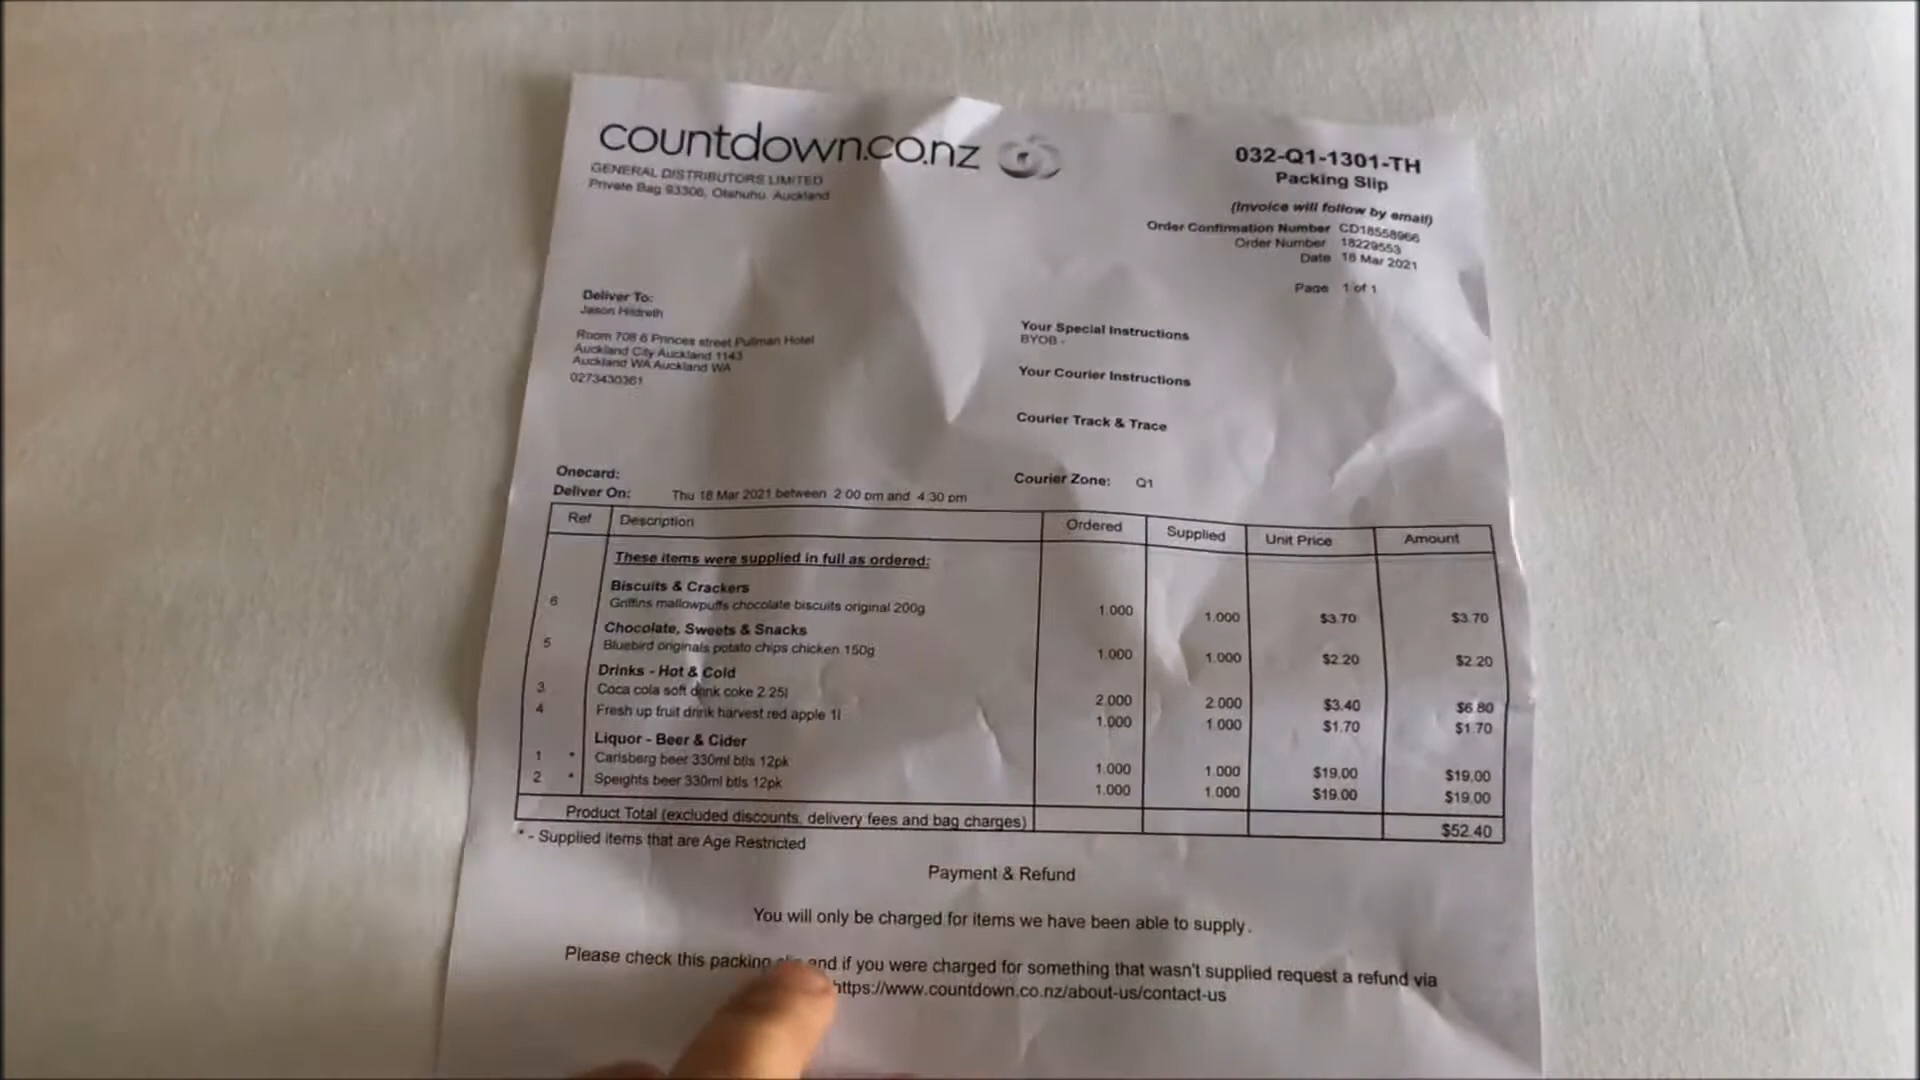 countdown.co.nz
GENERAL DISTRIBUTORS LIMITED
Private Bag 93306, Otahuhu, Auckland
032-Q1-1301-TH
Packing Slip
(Invoice will follow by email)
Order Confirmation Number CD18558966
Order Number 18229553
Date 18 Mar 2021
Page 1 of 1
Deliver To:
Jason Hildreth
Room 708 6 Princes street Pullman Hotel
Auckland City Auckland 1143
Auckland WA Auckland WA
0273430361
Your Special Instructions
BYOB -
Your Courier Instructions
Courier Track & Trace
Onecard:
Courier Zone: Q1
Deliver On: Thu 18 Mar 2021 between 2:00 pm and 4:30 pm
Ref Description Ordered Supplied Unit Price Amount
These items were supplied in full as ordered:
Biscuits & Crackers
6 Griffins mallowpuffs chocolate biscuits original 200g 1.000 1.000 $3.70 $3.70
Chocolate, Sweets & Snacks
5 Bluebird originals potato chips chicken 150g 1.000 1.000 $2.20 $2.20
Drinks - Hot & Cold
3 Coca cola soft drink coke 2.25l 2.000 2.000 $3.40 $6.80
4 Fresh up fruit drink harvest red apple 1l 1.000 1.000 $1.70 $1.70
Liquor - Beer & Cider
1 * Carlsberg beer 330ml btls 12pk 1.000 1.000 $19.00 $19.00
2 * Speights beer 330ml btls 12pk 1.000 1.000 $19.00 $19.00
Product Total (excluded discounts, delivery fees and bag charges) $52.40
* - Supplied items that are Age Restricted
Payment & Refund
You will only be charged for items we have been able to supply.
Please check this packing and if you were charged for something that wasn't supplied request a refund via
https://www.countdown.co.nz/about-us/contact-us